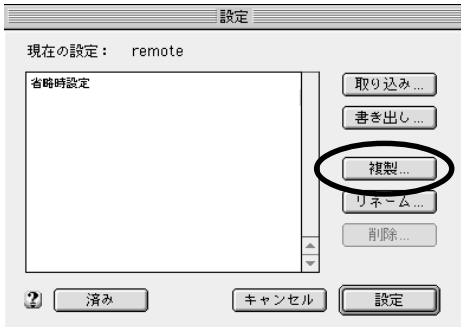 設定
現在の設定： remote
省略時設定
取り込み...
書き出し...
複製...
リネーム...
削除...
?
済み
キャンセル
設定